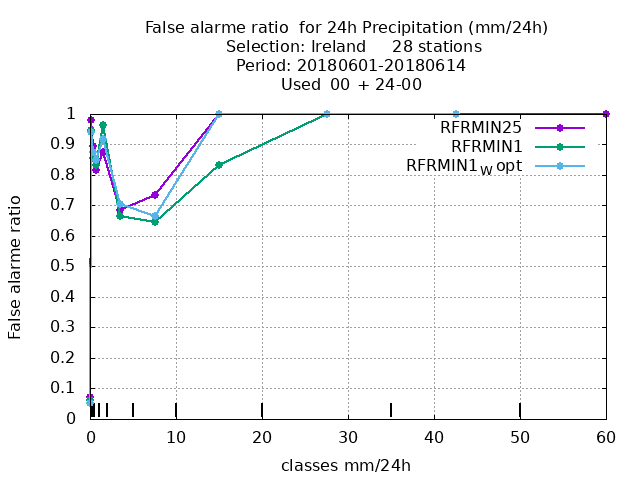 False alarme ratio  for 24h Precipitation (mm/24h)
Selection: Ireland     28 stations
Period: 20180601-20180614
Used  00 + 24-00
RFRMIN25
RFRMIN1
RFRMIN1W opt
1
0.9
0.8
0.7
0.6
0.5
0.4
0.3
0.2
0.1
0
False alarme ratio
0 10 20 30 40 50 60
classes mm/24h